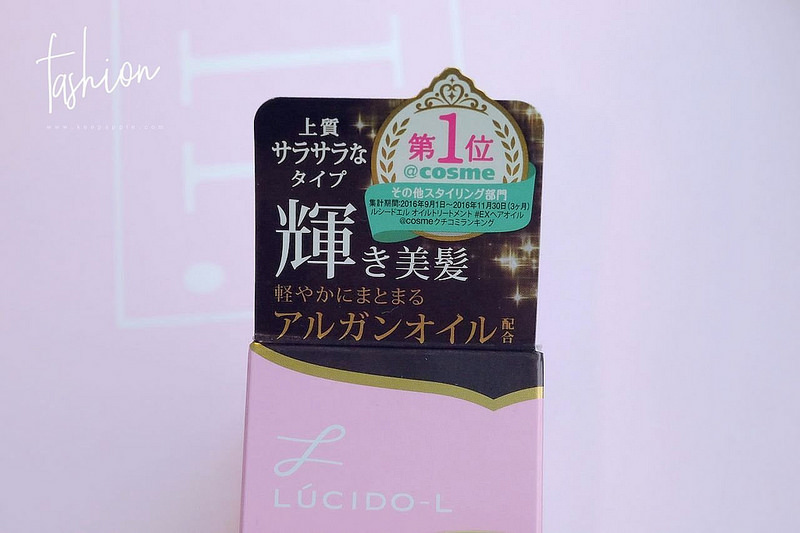 fashion
上質
サラサラな
タイプ
第1位
@cosme
その他スタイリング部門
集計期間:2016年9月1日~2016年11月30日(3ヶ月)
ルシードエル オイルトリートメント #EXヘアオイル
@cosmeクチコミランキング
輝き美髪
軽やかにまとまる
アルガンオイル配合
LÚCIDO-L